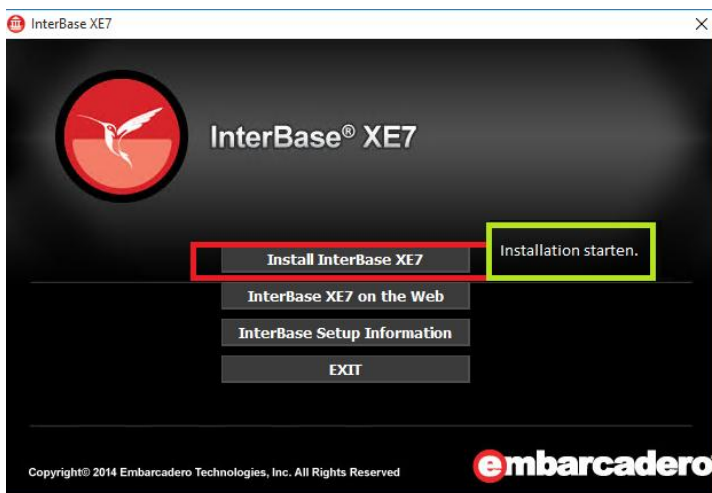 InterBase XE7
InterBase® XE7
Install InterBase XE7
Installation starten.
InterBase XE7 on the Web
InterBase Setup Information
EXIT
Copyright© 2014 Embarcadero Technologies, Inc. All Rights Reserved
embarcadero